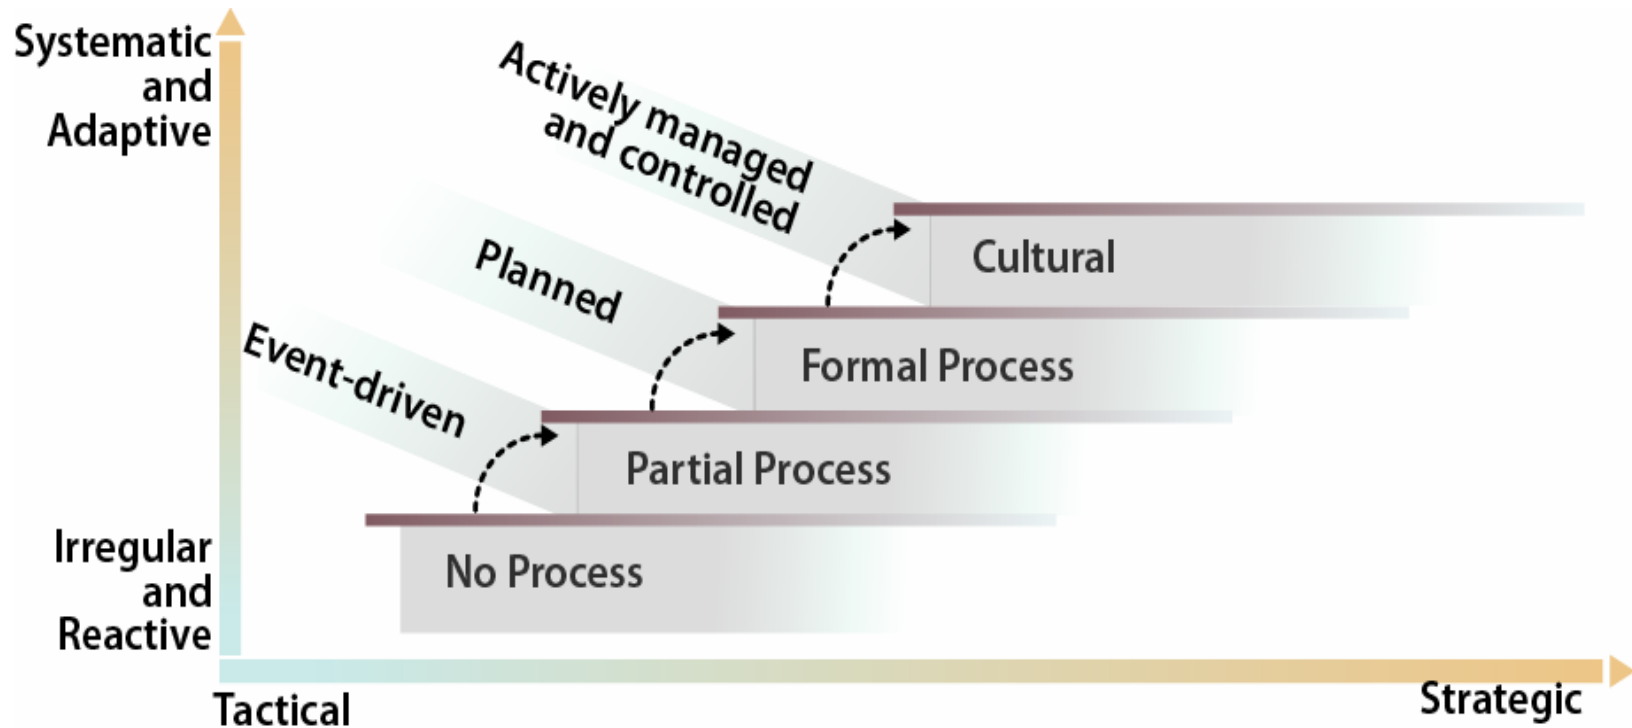 Systematic
and
Adaptive
Actively managed
and controlled
Cultural
Planned
Formal Process
Event-driven
Partial Process
Irregular
and
Reactive
No Process
Tactical
Strategic